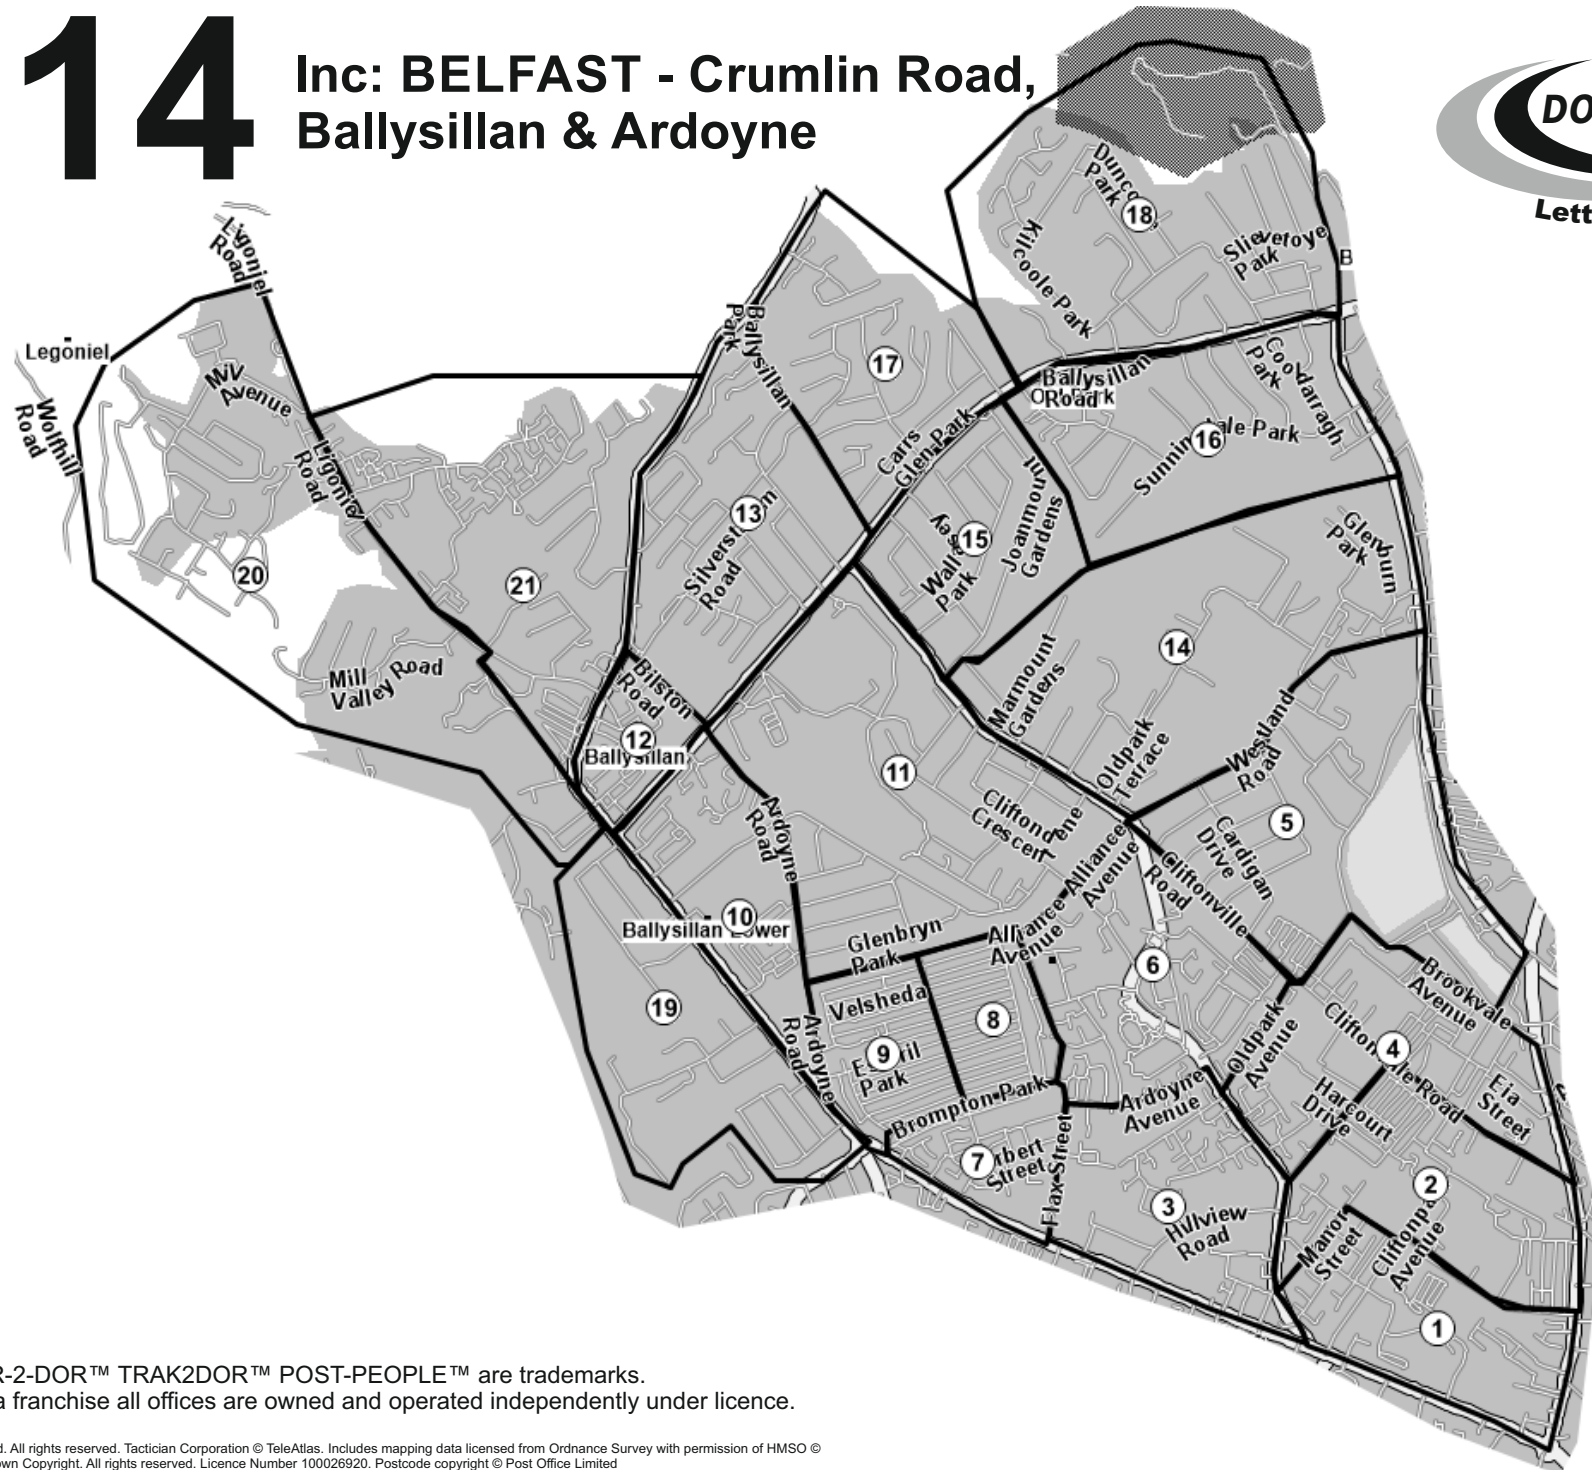 14
Inc: BELFAST - Crumlin Road,
Ballysillan & Ardoyne
DO
Lett
18
Kilcoole Park
Park
B
Ligoniel
Road
Legoniel
Wolfhill
Road
Avenue
Ligoniel
Road
Ballysillan
Park
17
Carrs
Glen Park
Ballysillan
Road
Park
16
Park
13
Road
15
Park
Joanmount
Gardens
Glenburn
Park
20
21
Mill
Valley Road
Bilston
Road
12
Ballysillan
11
14
Marmount
Gardens
Oldpark
Terrace
Westland
Road
5
Cardigan
Drive
Ardoyne
Road
Alliance
Avenue
Cliftonville
Road
10
Ballysillan Lower
Glenbryn
Park
Alliance
Avenue
6
19
Velsheda
8
9
Park
Ardoyne
Road
Brompton Park
Ardoyne
Avenue
Oldpark
Avenue
Brookvale
Avenue
4
Harcourt
Drive
Eia
Street
7
Street
Flax Street
3
Hillview
Road
2
Manor
Street
Avenue
1
R-2-DOR™ TRAK2DOR™ POST-PEOPLE™ are trademarks.
a franchise all offices are owned and operated independently under licence.
d. All rights reserved. Tactician Corporation © TeleAtlas. Includes mapping data licensed from Ordnance Survey with permission of HMSO ©
own Copyright. All rights reserved. Licence Number 100026920. Postcode copyright © Post Office Limited